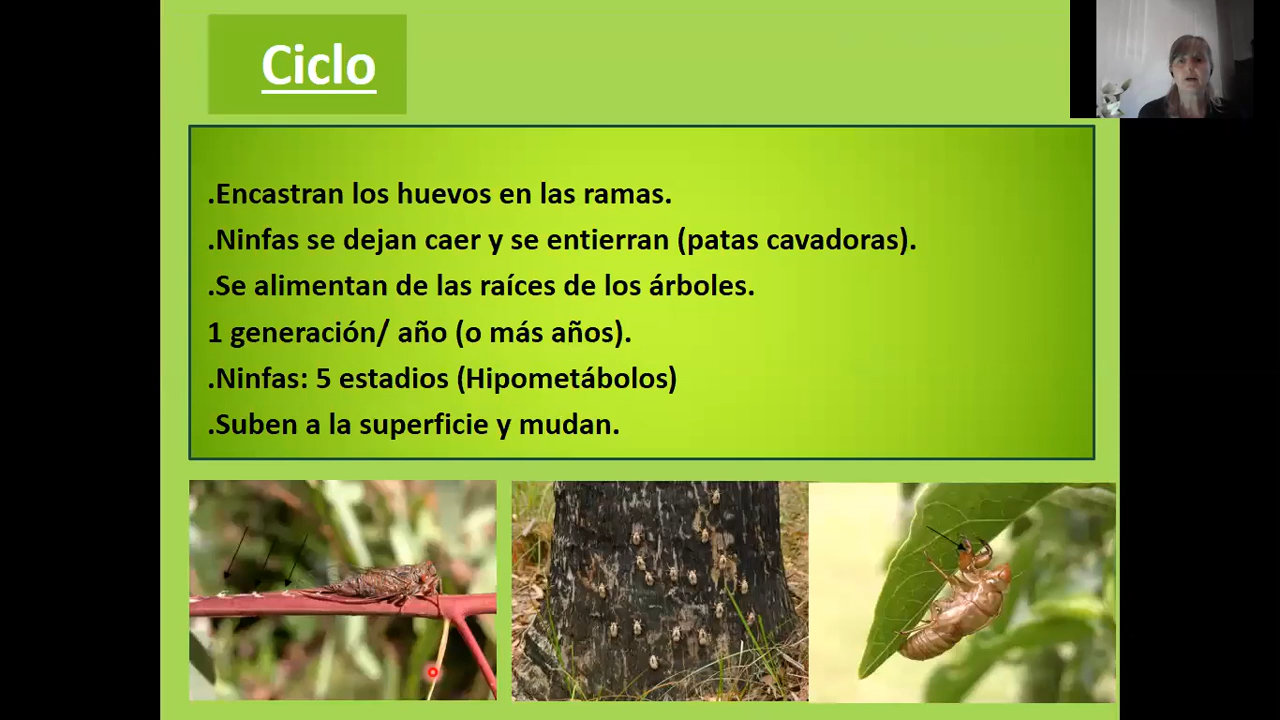 Ciclo
.Encastran los huevos en las ramas.
.Ninfas se dejan caer y se entierran (patas cavadoras).
.Se alimentan de las raíces de los árboles.
1 generación/ año (o más años).
.Ninfas: 5 estadios (Hipometábolos)
.Suben a la superficie y mudan.